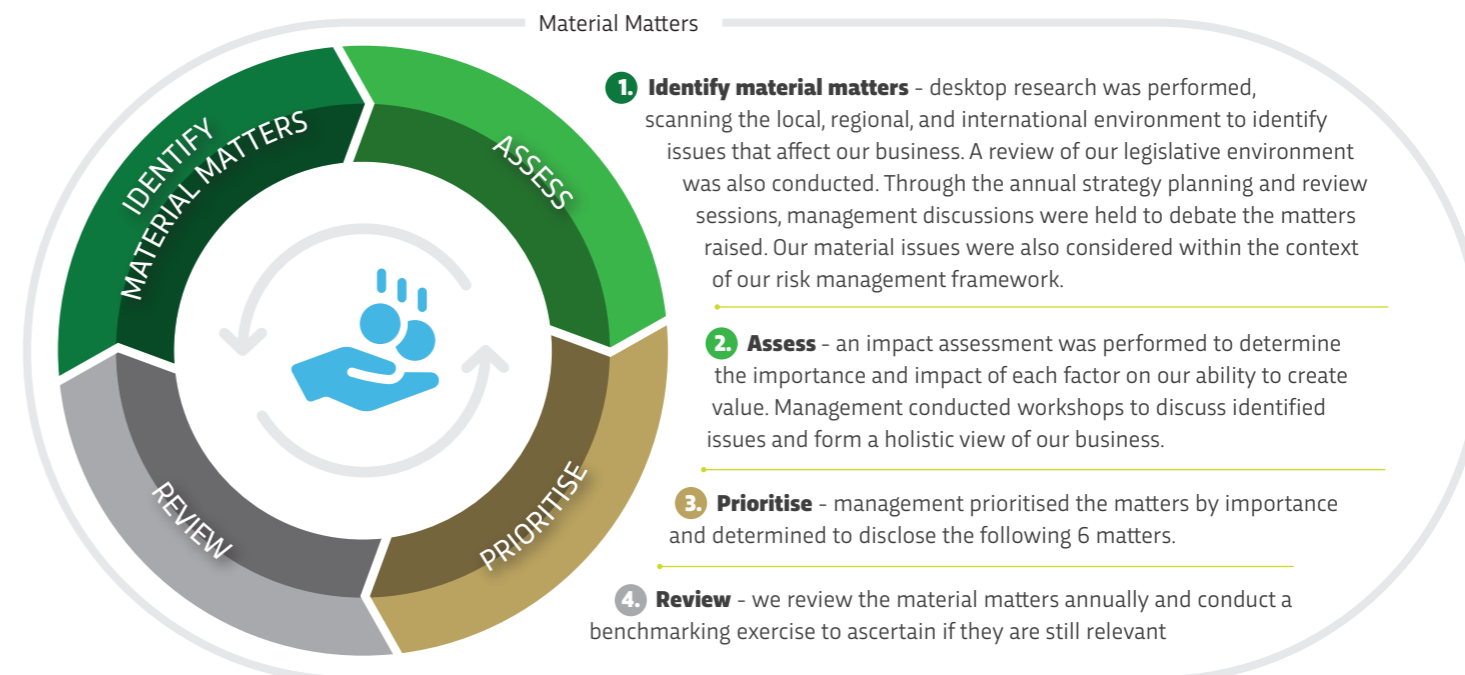 Material Matters
IDENTIFY
MATERIAL MATTERS
ASSESS
PRIORITISE
REVIEW
1. Identify material matters - desktop research was performed,
scanning the local, regional, and international environment to identify
issues that affect our business. A review of our legislative environment
was also conducted. Through the annual strategy planning and review
sessions, management discussions were held to debate the matters
raised. Our material issues were also considered within the context
of our risk management framework.
2. Assess - an impact assessment was performed to determine
the importance and impact of each factor on our ability to create
value. Management conducted workshops to discuss identified
issues and form a holistic view of our business.
3. Prioritise - management prioritised the matters by importance
and determined to disclose the following 6 matters.
4. Review - we review the material matters annually and conduct a
benchmarking exercise to ascertain if they are still relevant